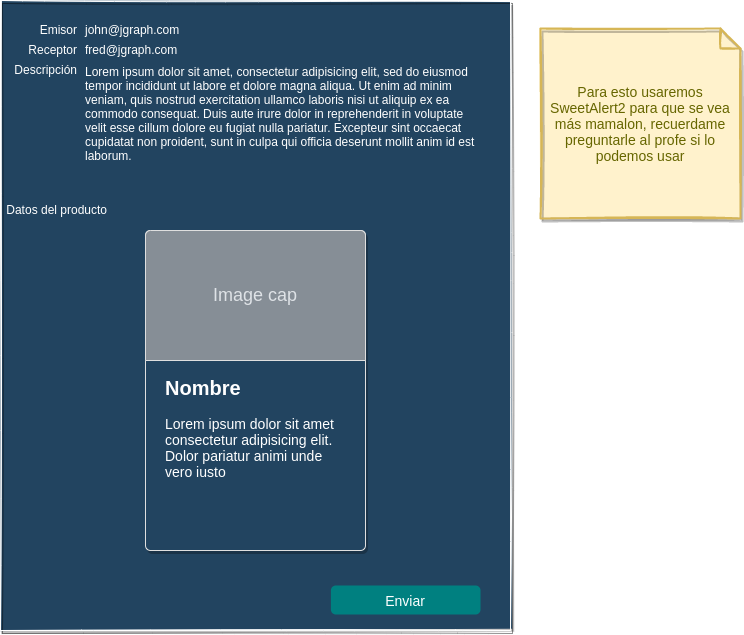 Emisor john@jgraph.com
Receptor fred@jgraph.com
Descripción Lorem ipsum dolor sit amet, consectetur adipisicing elit, sed do eiusmod
tempor incididunt ut labore et dolore magna aliqua. Ut enim ad minim
veniam, quis nostrud exercitation ullamco laboris nisi ut aliquip ex ea
commodo consequat. Duis aute irure dolor in reprehenderit in voluptate
velit esse cillum dolore eu fugiat nulla pariatur. Excepteur sint occaecat
cupidatat non proident, sunt in culpa qui officia deserunt mollit anim id est
laborum.
Datos del producto
Image cap
Nombre
Lorem ipsum dolor sit amet
consectetur adipisicing elit.
Dolor pariatur animi unde
vero iusto
Enviar
Para esto usaremos
SweetAlert2 para que se vea
más mamalon, recuerdame
preguntarle al profe si lo
podemos usar